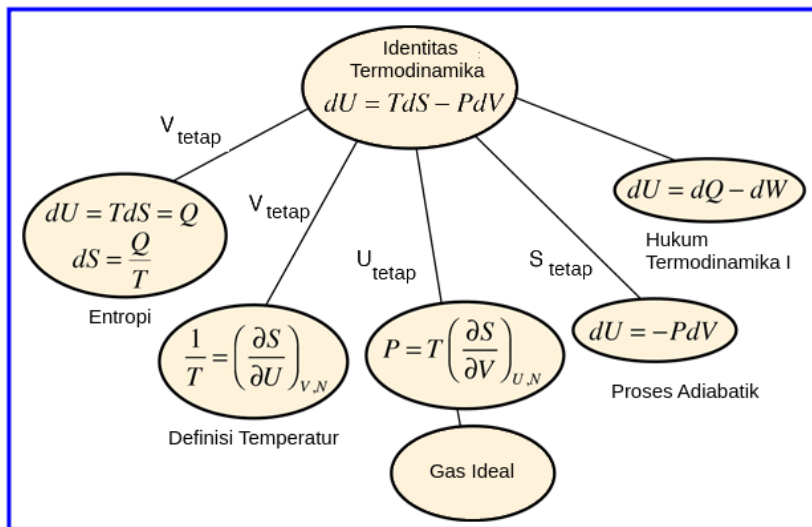 Identitas
Termodinamika
dU = TdS − PdV
V tetap
V tetap
U tetap
S tetap
dU = TdS = Q
dS = Q/T
Entropi
1/T = (∂S/∂U)V,N
Definisi Temperatur
P = T(∂S/∂V)U,N
Gas Ideal
dU = −PdV
Proses Adiabatik
dU = dQ − dW
Hukum
Termodinamika I